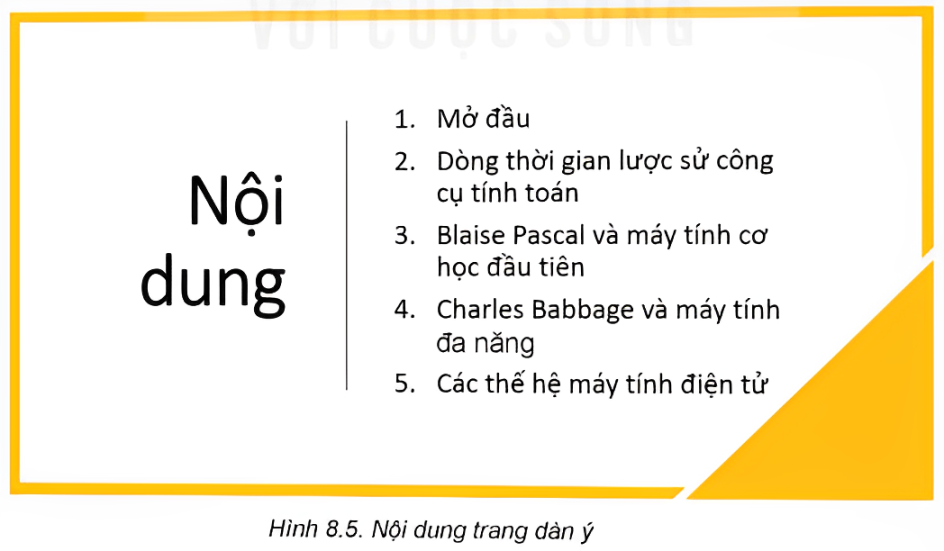 VỚI CUỘC SỐNG
Nội
dung
1. Mở đầu
2. Dòng thời gian lược sử công
cụ tính toán
3. Blaise Pascal và máy tính cơ
học đầu tiên
4. Charles Babbage và máy tính
đa năng
5. Các thế hệ máy tính điện tử
Hình 8.5. Nội dung trang dàn ý